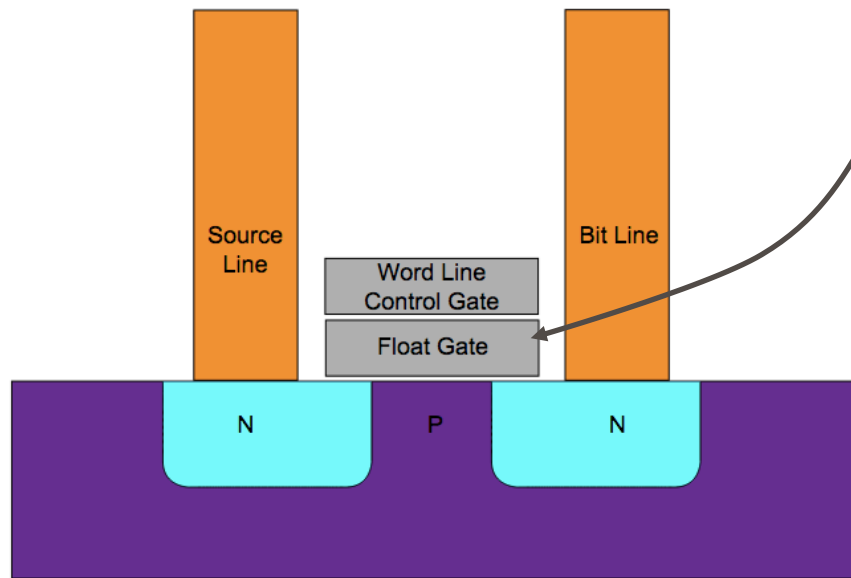 Source
Line
Bit Line
Word Line
Control Gate
Float Gate
N
P
N